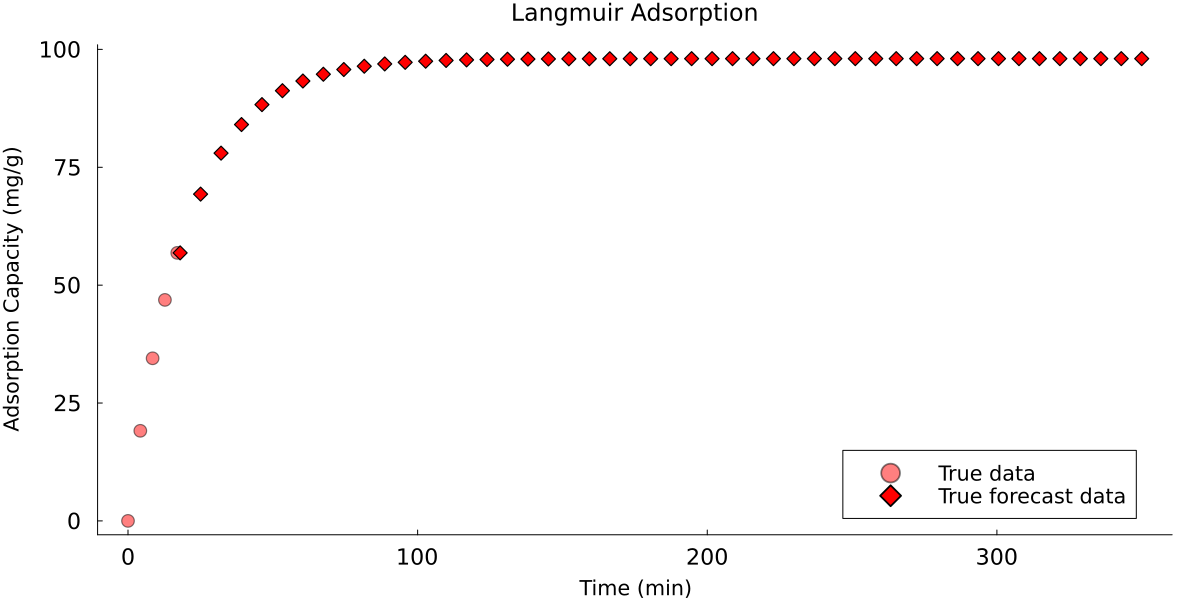 Langmuir Adsorption
100
75
50
25
0
Adsorption Capacity (mg/g)
0
100
200
300
Time (min)
True data
True forecast data